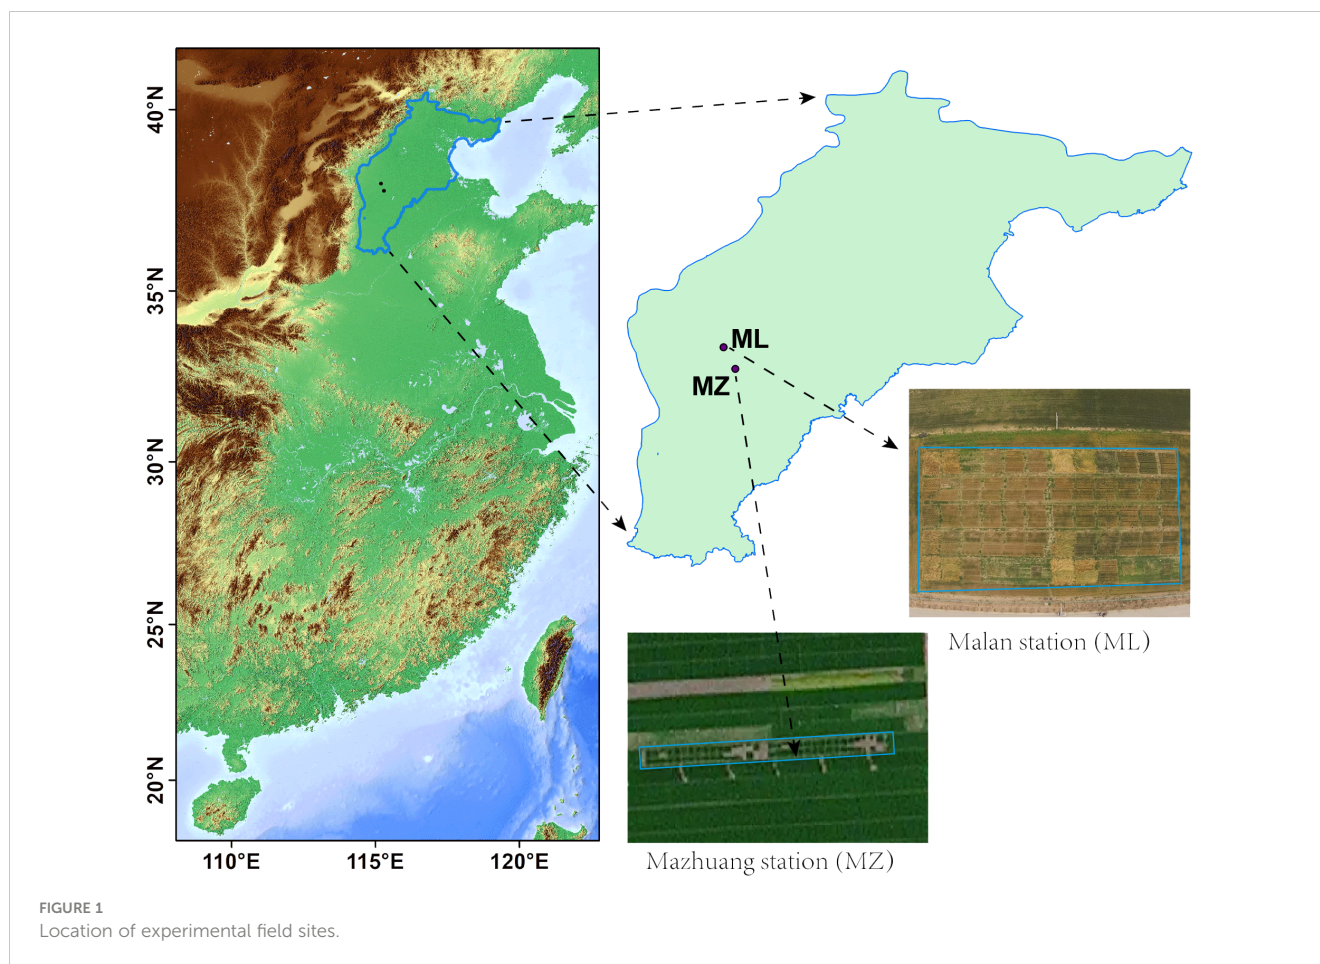 40°N
35°N
30°N
25°N
20°N
110°E
115°E
120°E
ML
MZ
Malan station (ML)
Mazhuang station (MZ)
FIGURE 1
Location of experimental field sites.